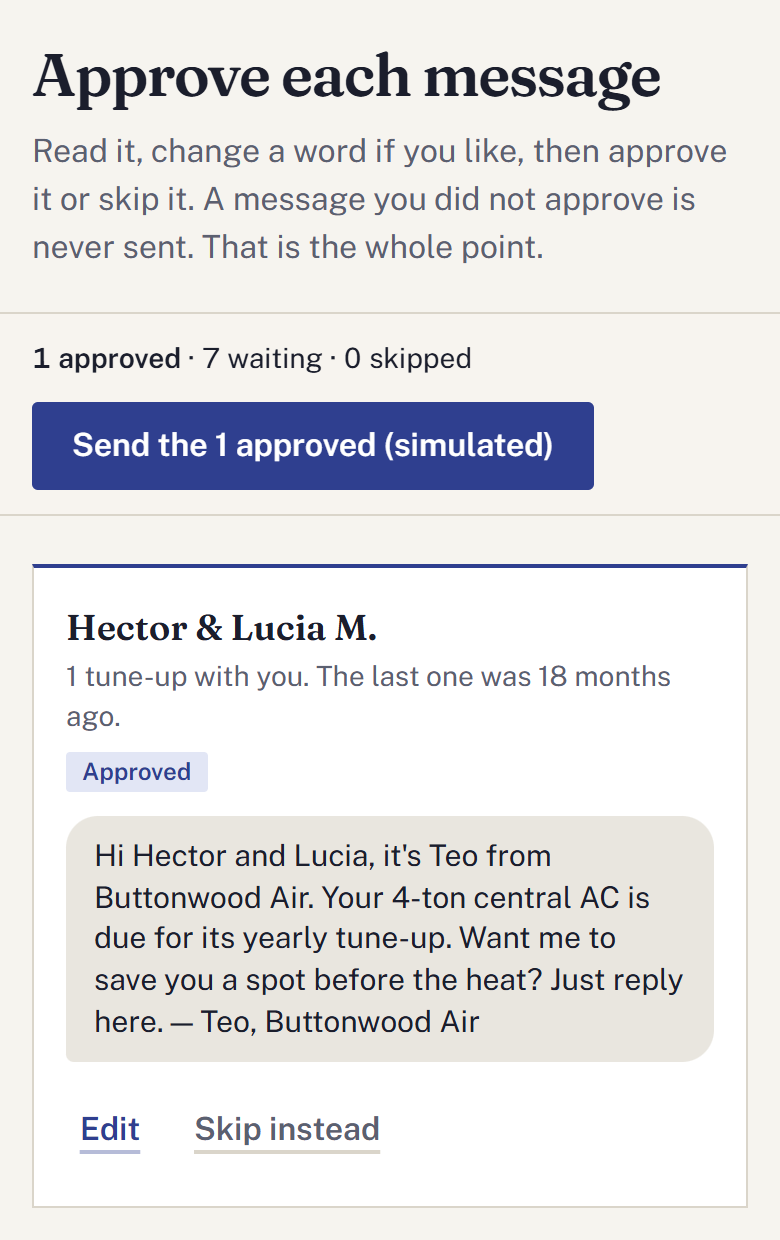 Approve each message
Read it, change a word if you like, then approve
it or skip it. A message you did not approve is
never sent. That is the whole point.
1 approved · 7 waiting · 0 skipped
Send the 1 approved (simulated)
Hector & Lucia M.
1 tune-up with you. The last one was 18 months
ago.
Approved
Hi Hector and Lucia, it's Teo from
Buttonwood Air. Your 4-ton central AC is
due for its yearly tune-up. Want me to
save you a spot before the heat? Just reply
here. — Teo, Buttonwood Air
Edit Skip instead